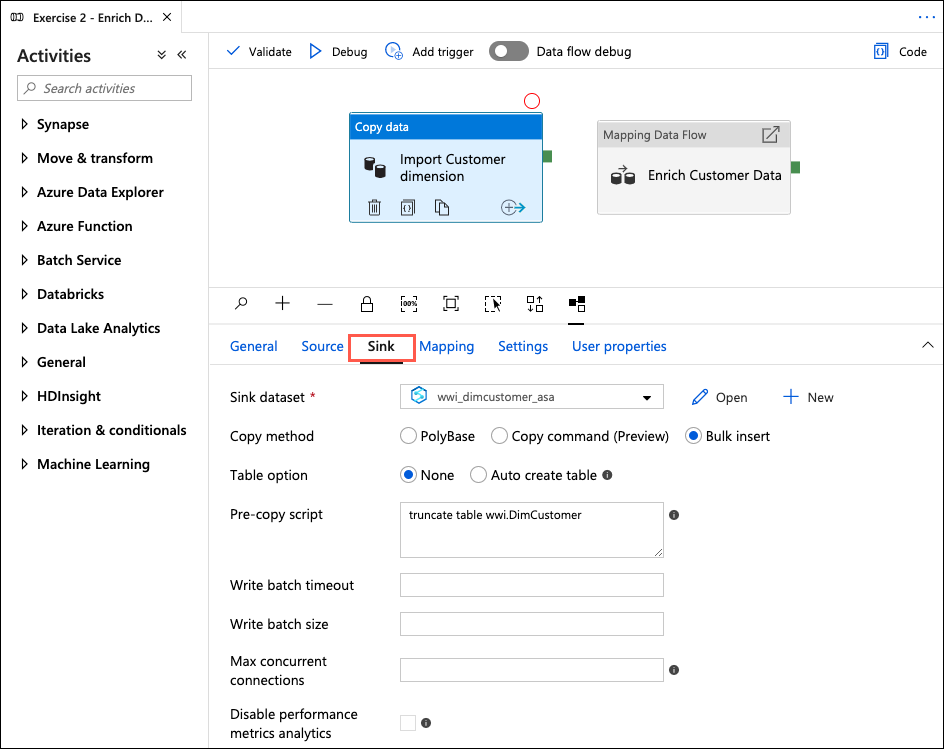 Exercise 2 - Enrich D...
Activities
Search activities
Synapse
Move & transform
Azure Data Explorer
Azure Function
Batch Service
Databricks
Data Lake Analytics
General
HDInsight
Iteration & conditionals
Machine Learning
Validate Debug Add trigger Data flow debug Code
Copy data
Import Customer
dimension
Mapping Data Flow
Enrich Customer Data
100%
General Source Sink Mapping Settings User properties
Sink dataset * wwi_dimcustomer_asa Open New
Copy method PolyBase Copy command (Preview) Bulk insert
Table option None Auto create table
Pre-copy script truncate table wwi.DimCustomer
Write batch timeout
Write batch size
Max concurrent
connections
Disable performance
metrics analytics